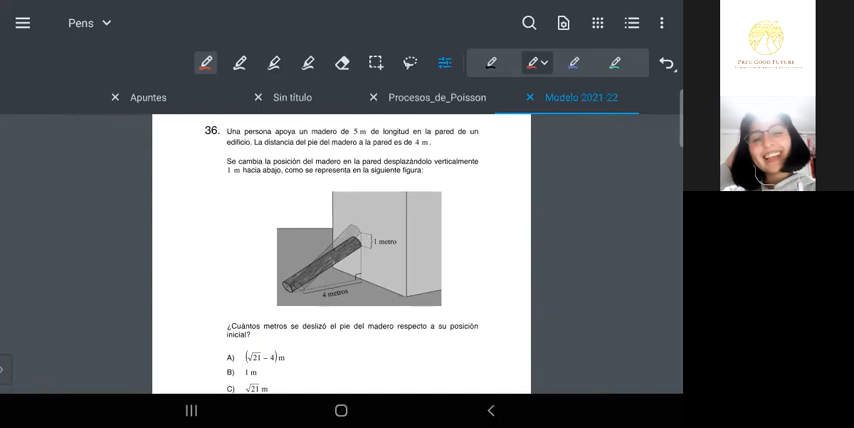 Pens
Apuntes
Sin título
Procesos_de_Poisson
Modelo 2021-22
PREU GOOD FUTURE
36. Una persona apoya un madero de 5 m de longitud en la pared de un
edificio. La distancia del pie del madero a la pared es de 4 m.
Se cambia la posición del madero en la pared desplazándolo verticalmente
1 m hacia abajo, como se representa en la siguiente figura:
1 metro
4 metros
¿Cuántos metros se deslizó el pie del madero respecto a su posición
inicial?
A) (√21 – 4) m
B) 1 m
C) √21 m